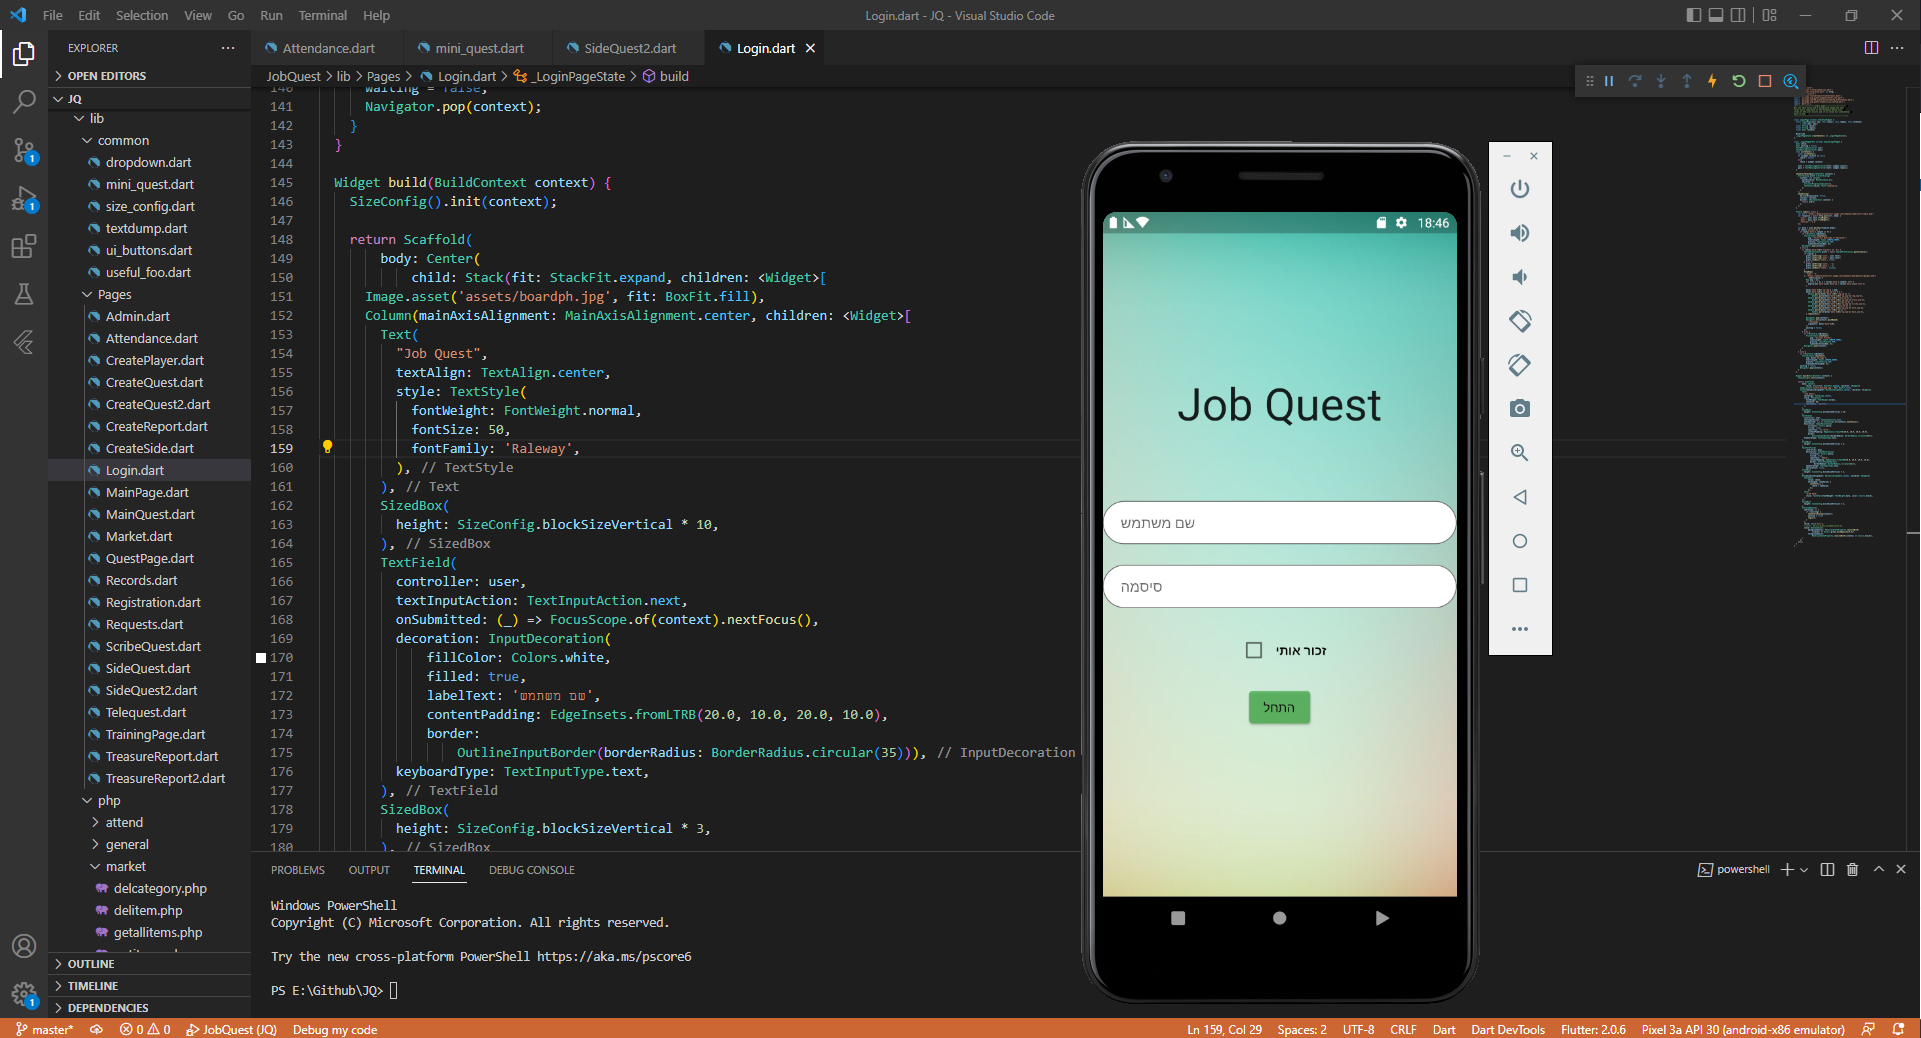 File Edit Selection View Go Run Terminal Help
Login.dart - JQ - Visual Studio Code
EXPLORER
OPEN EDITORS
JQ
lib
common
dropdown.dart
mini_quest.dart
size_config.dart
textdump.dart
ui_buttons.dart
useful_foo.dart
Pages
Admin.dart
Attendance.dart
CreatePlayer.dart
CreateQuest.dart
CreateQuest2.dart
CreateReport.dart
CreateSide.dart
Login.dart
MainPage.dart
MainQuest.dart
Market.dart
QuestPage.dart
Records.dart
Registration.dart
Requests.dart
ScribeQuest.dart
SideQuest.dart
SideQuest2.dart
Telequest.dart
TrainingPage.dart
TreasureReport.dart
TreasureReport2.dart
php
attend
general
market
delcategory.php
delitem.php
getallitems.php
OUTLINE
TIMELINE
DEPENDENCIES
1
1
1
Attendance.dart mini_quest.dart SideQuest2.dart Login.dart
JobQuest > lib > Pages > Login.dart > _LoginPageState > build
140 waiting = false;
141 Navigator.pop(context);
142 }
143 }
144
145 Widget build(BuildContext context) {
146 SizeConfig().init(context);
147
148 return Scaffold(
149 body: Center(
150 child: Stack(fit: StackFit.expand, children: <Widget>[
151 Image.asset('assets/boardph.jpg', fit: BoxFit.fill),
152 Column(mainAxisAlignment: MainAxisAlignment.center, children: <Widget>[
153 Text(
154 "Job Quest",
155 textAlign: TextAlign.center,
156 style: TextStyle(
157 fontWeight: FontWeight.normal,
158 fontSize: 50,
159 fontFamily: 'Raleway',
160 ), // TextStyle
161 ), // Text
162 SizedBox(
163 height: SizeConfig.blockSizeVertical * 10,
164 ), // SizedBox
165 TextField(
166 controller: user,
167 textInputAction: TextInputAction.next,
168 onSubmitted: (_) => FocusScope.of(context).nextFocus(),
169 decoration: InputDecoration(
170 fillColor: Colors.white,
171 filled: true,
172 labelText: 'שם משתמש',
173 contentPadding: EdgeInsets.fromLTRB(20.0, 10.0, 20.0, 10.0),
174 border:
175 OutlineInputBorder(borderRadius: BorderRadius.circular(35))), // InputDecoration
176 keyboardType: TextInputType.text,
177 ), // TextField
178 SizedBox(
179 height: SizeConfig.blockSizeVertical * 3,
180 ), // SizedBox
18:46
Job Quest
שם משתמש
סיסמה
זכור אותי
התחל
PROBLEMS OUTPUT TERMINAL DEBUG CONSOLE
powershell
Windows PowerShell
Copyright (C) Microsoft Corporation. All rights reserved.
Try the new cross-platform PowerShell https://aka.ms/pscore6
PS E:\Github\JQ>
master* 0 0 JobQuest (JQ) Debug my code
Ln 159, Col 29 Spaces: 2 UTF-8 CRLF Dart Dart DevTools Flutter: 2.0.6 Pixel 3a API 30 (android-x86 emulator)